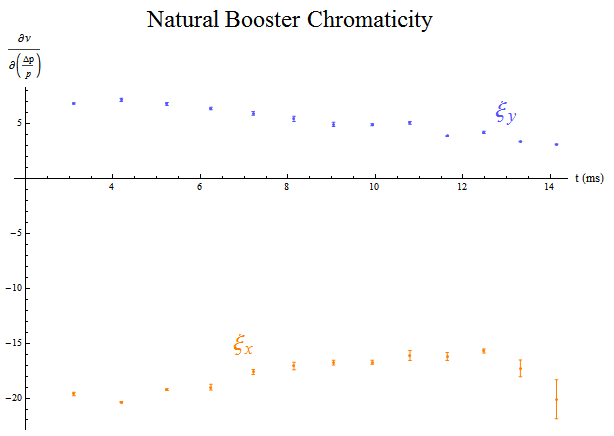 Natural Booster Chromaticity
∂ν
∂(Δp/p)
5
ξy
4 6 8 10 12 14 t (ms)
−5
−10
−15
ξx
−20